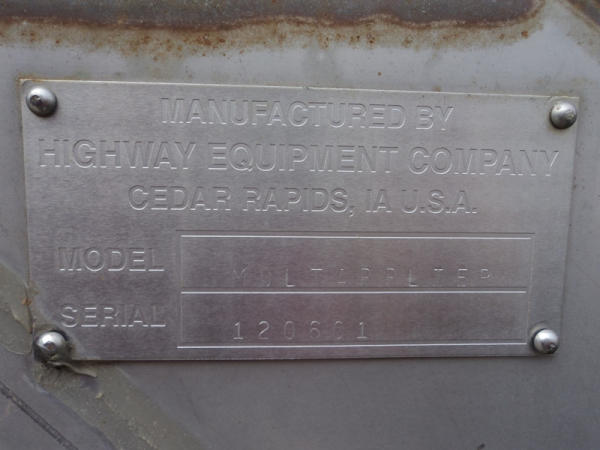 MANUFACTURED BY
HIGHWAY EQUIPMENT COMPANY
CEDAR RAPIDS, IA U.S.A.
MODEL
SERIAL 120601